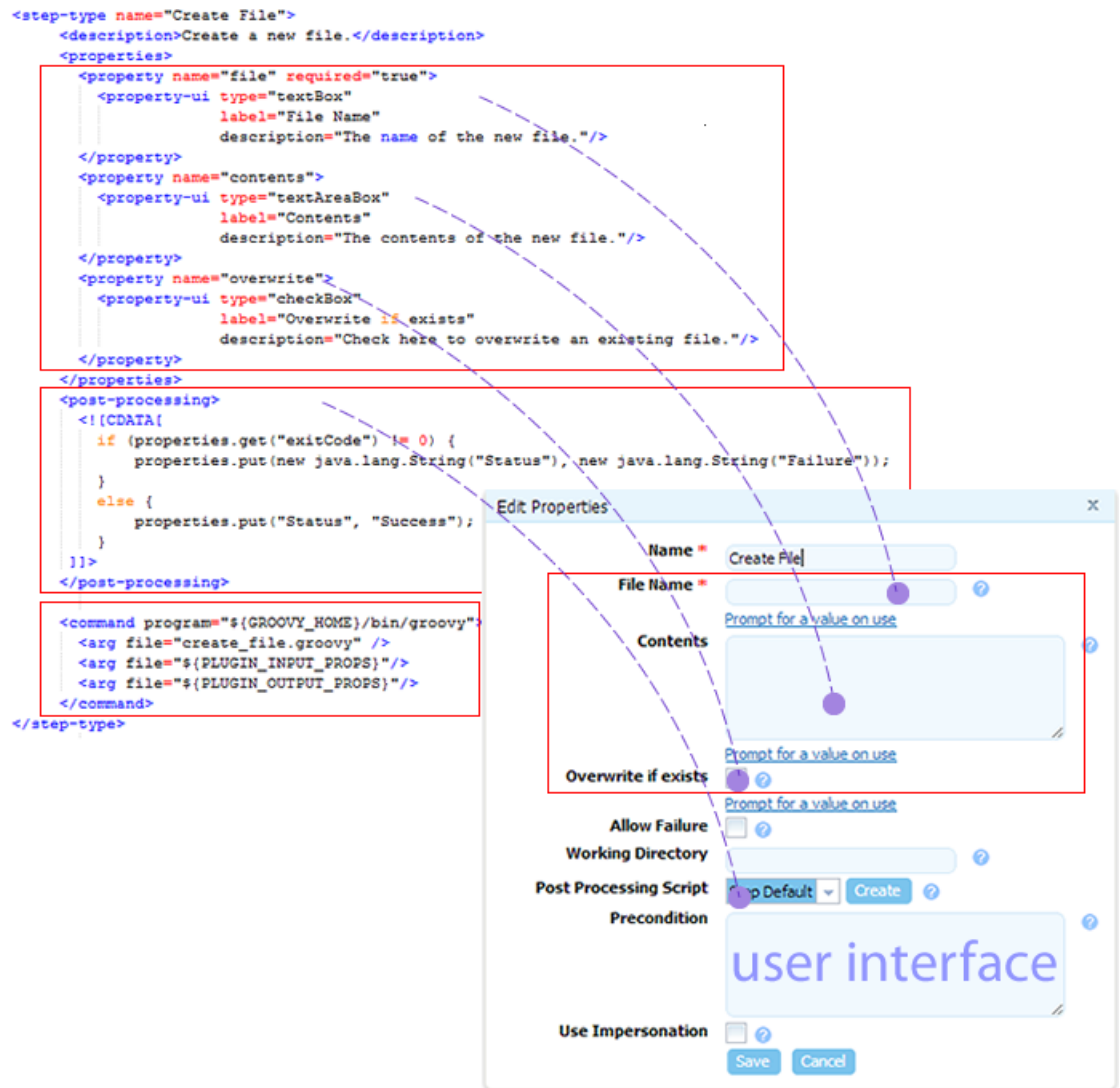 <step-type name="Create File">
<description>Create a new file.</description>
<properties>
<property name="file" required="true">
<property-ui type="textBox"
label="File Name"
description="The name of the new file."/>
</property>
<property name="contents">
<property-ui type="textAreaBox"
label="Contents"
description="The contents of the new file."/>
</property>
<property name="overwrite">
<property-ui type="checkBox"
label="Overwrite if exists"
description="Check here to overwrite an existing file."/>
</property>
</properties>
<post-processing>
<![CDATA[
if (properties.get("exitCode") != 0) {
properties.put(new java.lang.String("Status"), new java.lang.String("Failure"));
}
else {
properties.put("Status", "Success");
}
]]>
</post-processing>
<command program="${GROOVY_HOME}/bin/groovy">
<arg file="create_file.groovy" />
<arg file="${PLUGIN_INPUT_PROPS}"/>
<arg file="${PLUGIN_OUTPUT_PROPS}"/>
</command>
</step-type>
Edit Properties x
Name * Create File
File Name * ?
Prompt for a value on use
Contents ?
Prompt for a value on use
Overwrite if exists ?
Prompt for a value on use
Allow Failure ?
Working Directory ?
Post Processing Script Step Default Create ?
Precondition ?
user interface
Use Impersonation ?
Save Cancel